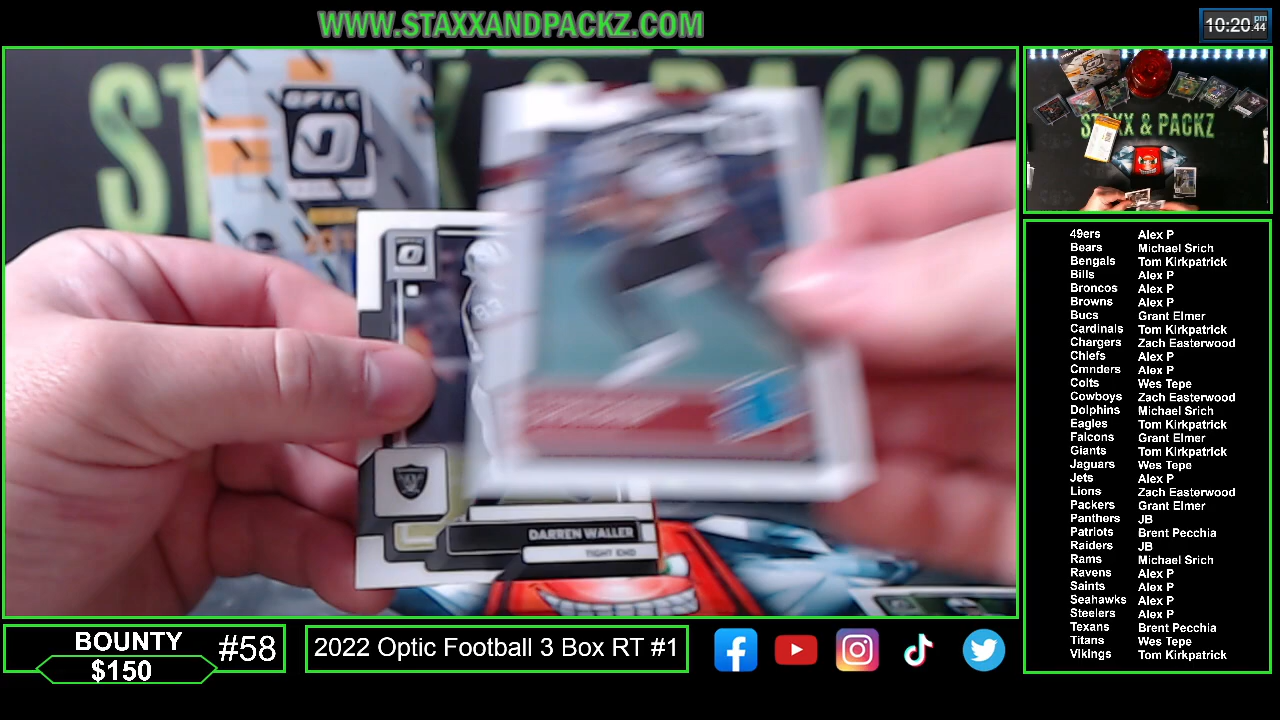 WWW.STAXXANDPACKZ.COM
10:20 pm .44
OPTIC
STAXX & PACKZ
83
DARREN WALLER
TIGHT END
49ers Alex P
Bears Michael Srich
Bengals Tom Kirkpatrick
Bills Alex P
Broncos Alex P
Browns Alex P
Bucs Grant Elmer
Cardinals Tom Kirkpatrick
Chargers Zach Easterwood
Chiefs Alex P
Cmnders Alex P
Colts Wes Tepe
Cowboys Zach Easterwood
Dolphins Michael Srich
Eagles Tom Kirkpatrick
Falcons Grant Elmer
Giants Tom Kirkpatrick
Jaguars Wes Tepe
Jets Alex P
Lions Zach Easterwood
Packers Grant Elmer
Panthers JB
Patriots Brent Pecchia
Raiders JB
Rams Michael Srich
Ravens Alex P
Saints Alex P
Seahawks Alex P
Steelers Alex P
Texans Brent Pecchia
Titans Wes Tepe
Vikings Tom Kirkpatrick
BOUNTY
$150
#58
2022 Optic Football 3 Box RT #1